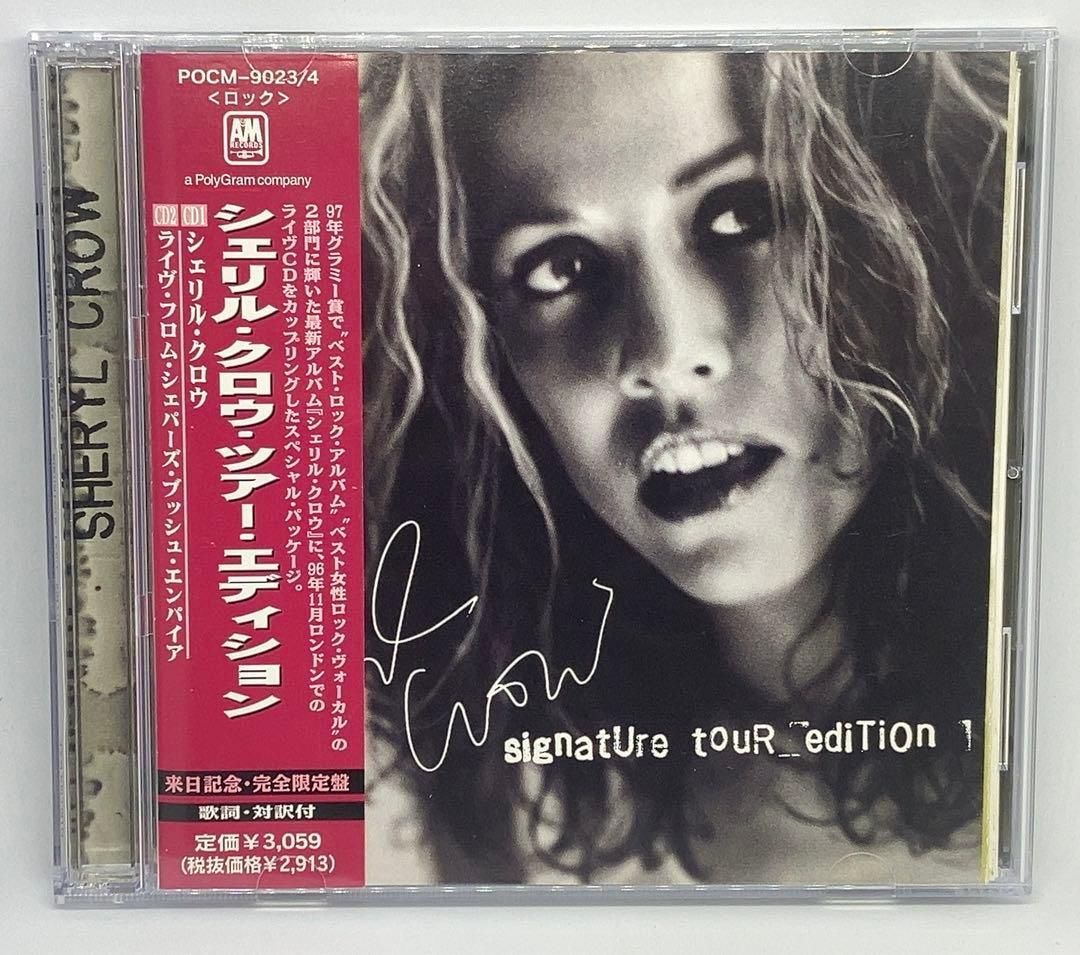 SHERYL CROW
POCM-9023/4
<ロック>
A&M
RECORDS
a PolyGram company
97年グラミー賞で"ベスト・ロック・アルバム""ベスト女性ロック・ヴォーカル"の
2部門に輝いた最新アルバム『シェリル・クロウ』に、96年11月ロンドンでの
ライヴCDをカップリングしたスペシャル・パッケージ。
シェリル・クロウ・ツアー・エディション
CD1 シェリル・クロウ
CD2 ライヴ・フロム・シェパーズ・ブッシュ・エンパイア
来日記念・完全限定盤
歌詞・対訳付
定価¥3,059
(税抜価格¥2,913)
Crow
signatUre toUR_ediTiOn ]